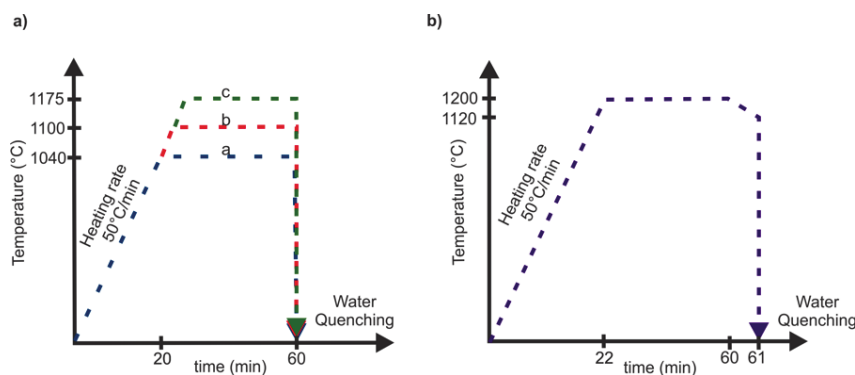 a)
1175
1100
1040
c
b
a
Temperature (°C)
Heating rate
50°C/min
Water
Quenching
20
60
time (min)
b)
1200
1120
Temperature (°C)
Heating rate
50°C/min
Water
Quenching
22
60
61
time (min)